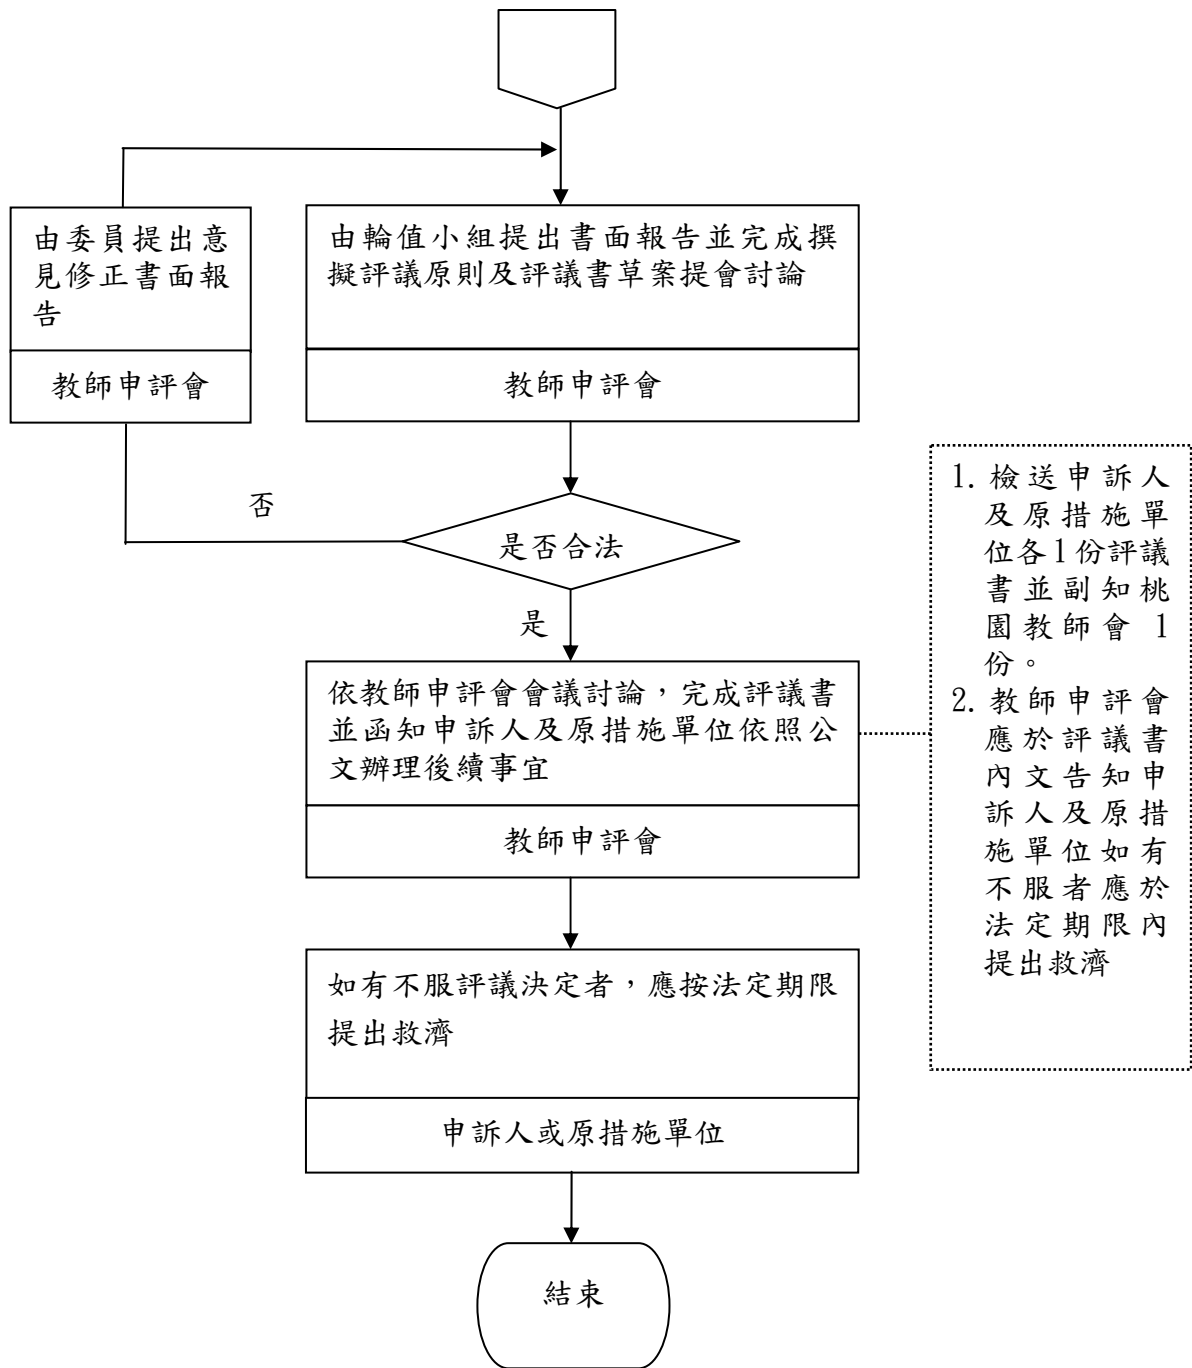 由委員提出意
見修正書面報
告
教師申評會
由輪值小組提出書面報告並完成撰
擬評議原則及評議書草案提會討論
教師申評會
否
是否合法
是
依教師申評會會議討論，完成評議書
並函知申訴人及原措施單位依照公
文辦理後續事宜
教師申評會
1. 檢送申訴人
及原措施單
位各1份評議
書並副知桃
園教師會 1
份。
2. 教師申評會
應於評議書
內文告知申
訴人及原措
施單位如有
不服者應於
法定期限內
提出救濟
如有不服評議決定者，應按法定期限
提出救濟
申訴人或原措施單位
結束